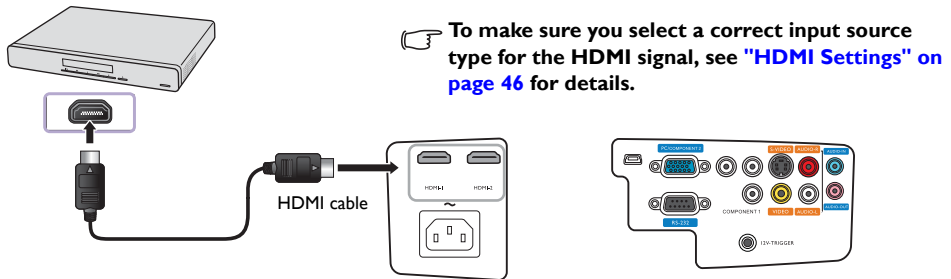 To make sure you select a correct input source
type for the HDMI signal, see "HDMI Settings" on
page 46 for details.
HDMI cable
HDMI-1 HDMI-2
~
PC/COMPONENT 2
S-VIDEO
AUDIO-R
AUDIO-IN
COMPONENT 1
VIDEO
AUDIO-L
AUDIO-OUT
RS-232
12V-TRIGGER